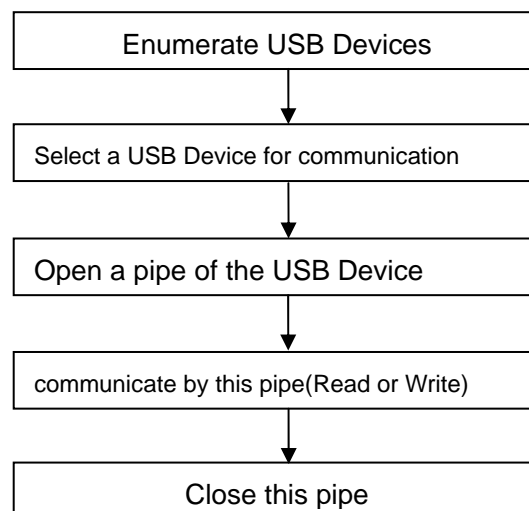 Enumerate USB Devices
Select a USB Device for communication
Open a pipe of the USB Device
communicate by this pipe(Read or Write)
Close this pipe